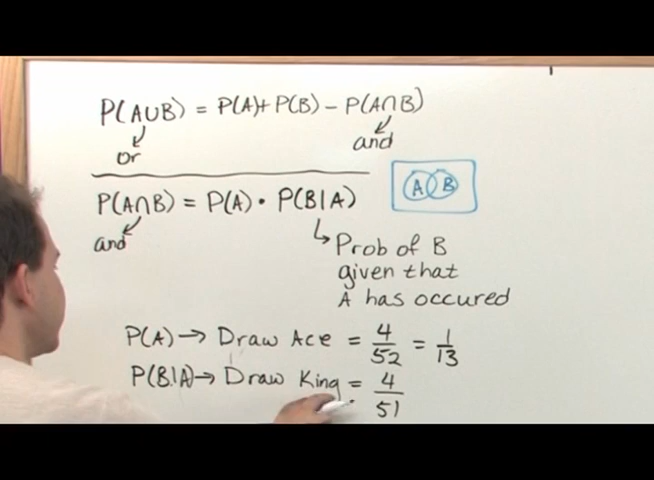 P(A∪B) = P(A)+P(B) − P(A∩B)
or
and
P(A∩B) = P(A) • P(B|A)
A B
and
Prob of B
given that
A has occured
P(A) → Draw Ace = 4/52 = 1/13
P(B|A) → Draw King = 4/51